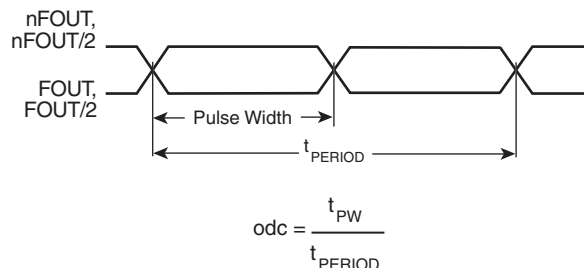 nFOUT,
nFOUT/2
FOUT,
FOUT/2
Pulse Width
tPERIOD
odc = tPW
tPERIOD